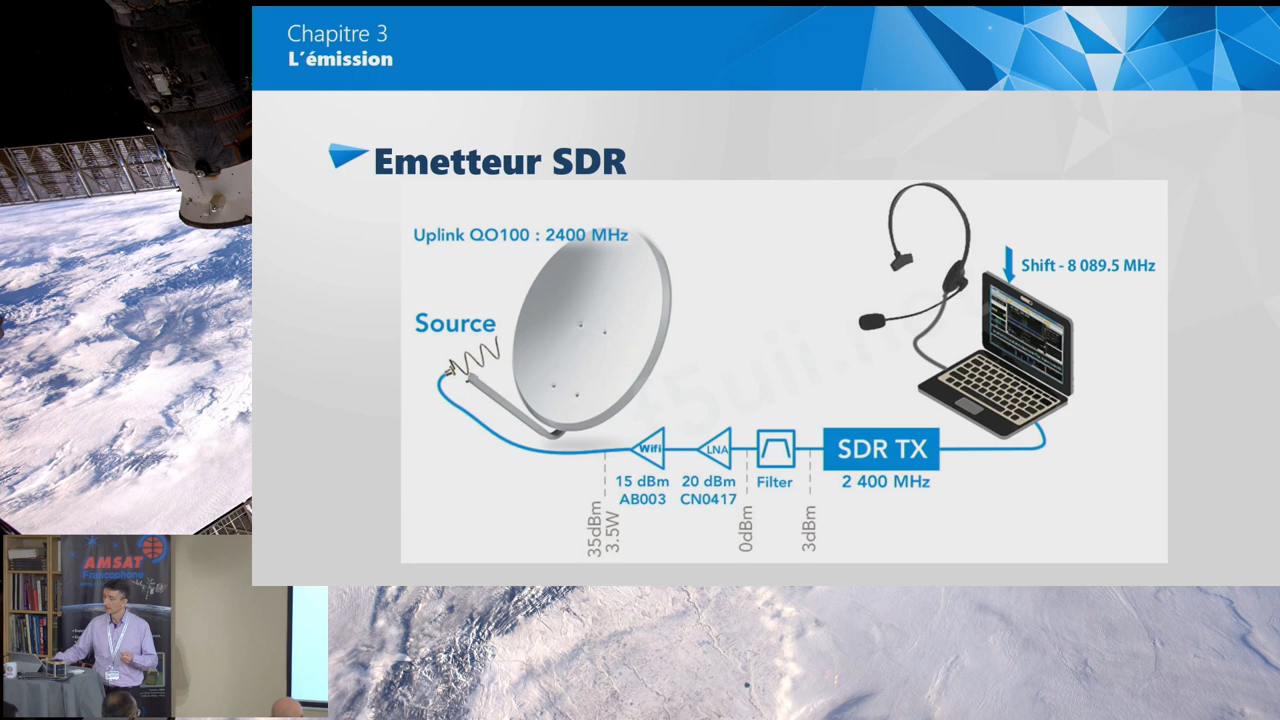 Chapitre 3
L´émission
Emetteur SDR
Uplink QO100 : 2400 MHz
Shift - 8 089.5 MHz
Source
Wifi
LNA
SDR TX
15 dBm
AB003
20 dBm
CN0417
Filter
2 400 MHz
35dBm
3.5W
0dBm
3dBm
AMSAT
Francophone